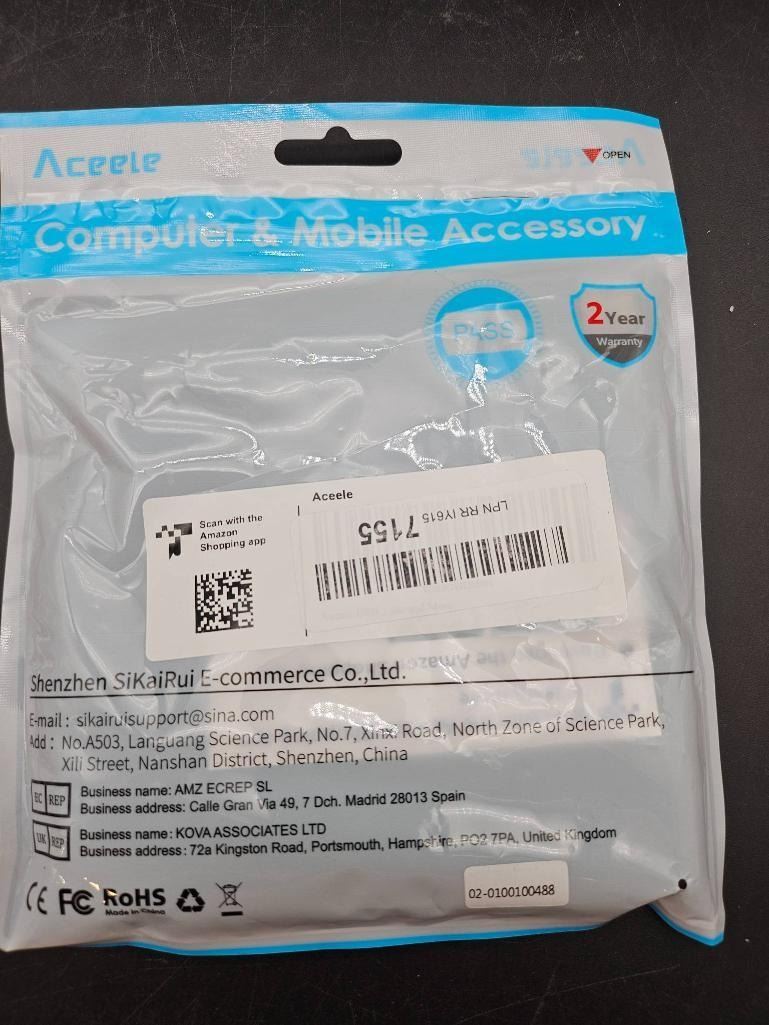 Aceele
Aceele
OPEN
Computer & Mobile Accessory
PASS
2Year
Warranty
Aceele
Scan with the
Amazon
Shopping app
LPN RR IY615
7155
Shenzhen SiKaiRui E-commerce Co.,Ltd.
E-mail : sikairuisupport@sina.com
Add : No.A503, Languang Science Park, No.7, Xinxi Road, North Zone of Science Park,
Xili Street, Nanshan District, Shenzhen, China
EC REP
Business name: AMZ ECREP SL
Business address: Calle Gran Via 49, 7 Dch. Madrid 28013 Spain
UK REP
Business name: KOVA ASSOCIATES LTD
Business address: 72a Kingston Road, Portsmouth, Hampshire, PO2 7PA, United Kingdom
CE FC RoHS
Made in China
02-0100100488